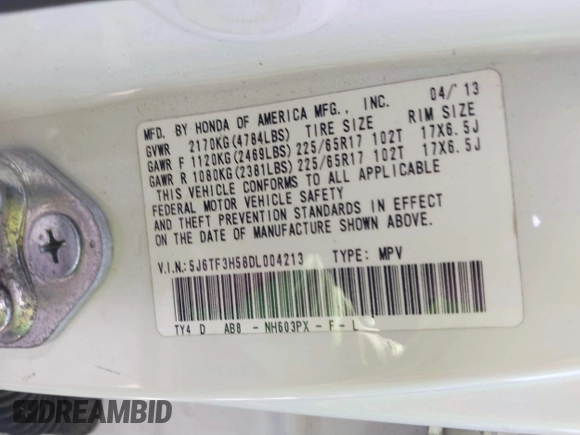 MFD. BY HONDA OF AMERICA MFG., INC. 04/'13
GVWR 2170KG(4784LBS) TIRE SIZE RIM SIZE
GAWR F 1120KG(2469LBS) 225/65R17 102T 17X6.5J
GAWR R 1080KG(2381LBS) 225/65R17 102T 17X6.5J
THIS VEHICLE CONFORMS TO ALL APPLICABLE
FEDERAL MOTOR VEHICLE SAFETY
AND THEFT PREVENTION STANDARDS IN EFFECT
ON THE DATE OF MANUFACTURE SHOWN ABOVE.
V.I.N.: 5J6TF3H58DL004213 TYPE: MPV
TY4 D AB8 - NH603PX - F - L
DREAMBID